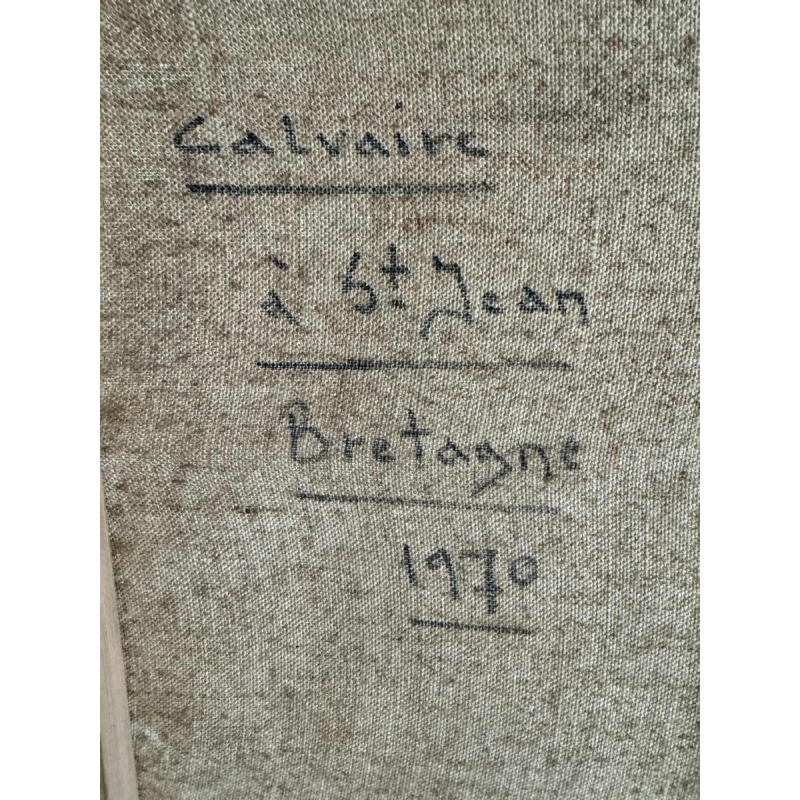 Calvaire
à St Jean
Bretagne
1970